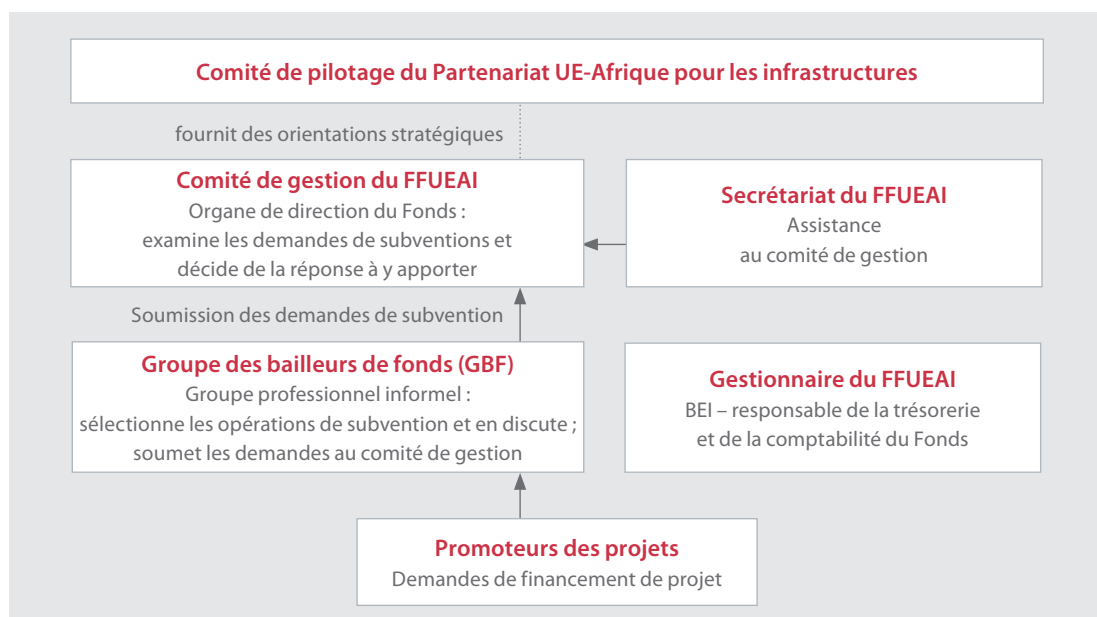 Comité de pilotage du Partenariat UE-Afrique pour les infrastructures
fournit des orientations stratégiques
Comité de gestion du FFUEAI
Organe de direction du Fonds :
examine les demandes de subventions et
décide de la réponse à y apporter
Secrétariat du FFUEAI
Assistance
au comité de gestion
Soumission des demandes de subvention
Groupe des bailleurs de fonds (GBF)
Groupe professionnel informel :
sélectionne les opérations de subvention et en discute ;
soumet les demandes au comité de gestion
Gestionnaire du FFUEAI
BEI – responsable de la trésorerie
et de la comptabilité du Fonds
Promoteurs des projets
Demandes de financement de projet